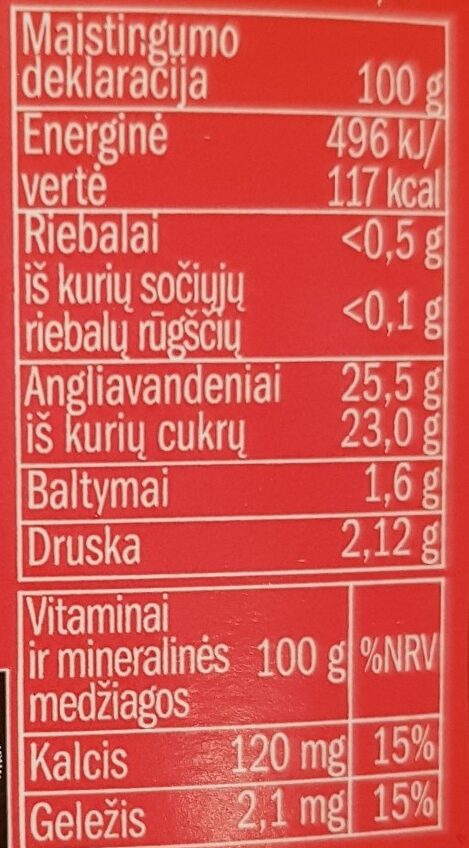 Maistingumo
deklaracija 100 g
Energinė 496 kJ/
vertė 117 kcal
Riebalai <0,5 g
iš kurių sočiųjų
riebalų rūgščių <0,1 g
Angliavandeniai 25,5 g
iš kurių cukrų 23,0 g
Baltymai 1,6 g
Druska 2,12 g
Vitaminai
ir mineralinės 100 g %NRV
medžiagos
Kalcis 120 mg 15%
Geležis 2,1 mg 15%